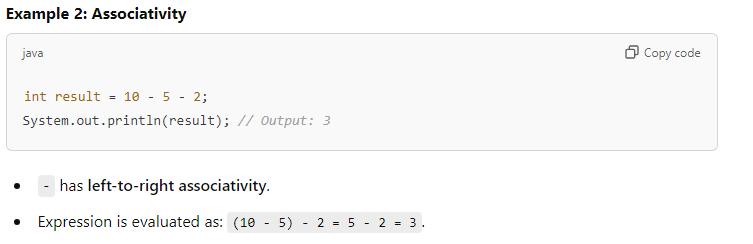 Example 2: Associativity
java
Copy code
int result = 10 - 5 - 2;
System.out.println(result); // Output: 3
• - has left-to-right associativity.
• Expression is evaluated as: (10 - 5) - 2 = 5 - 2 = 3.